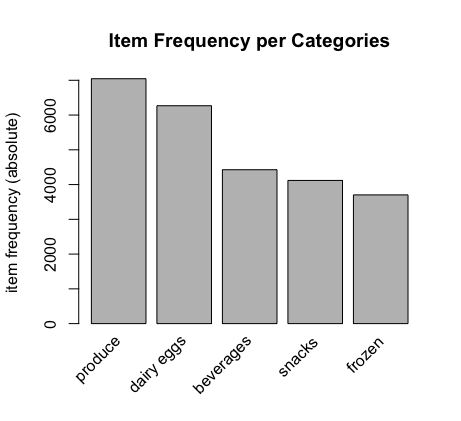 Item Frequency per Categories
item frequency (absolute)
6000
4000
2000
0
produce
dairy eggs
beverages
snacks
frozen